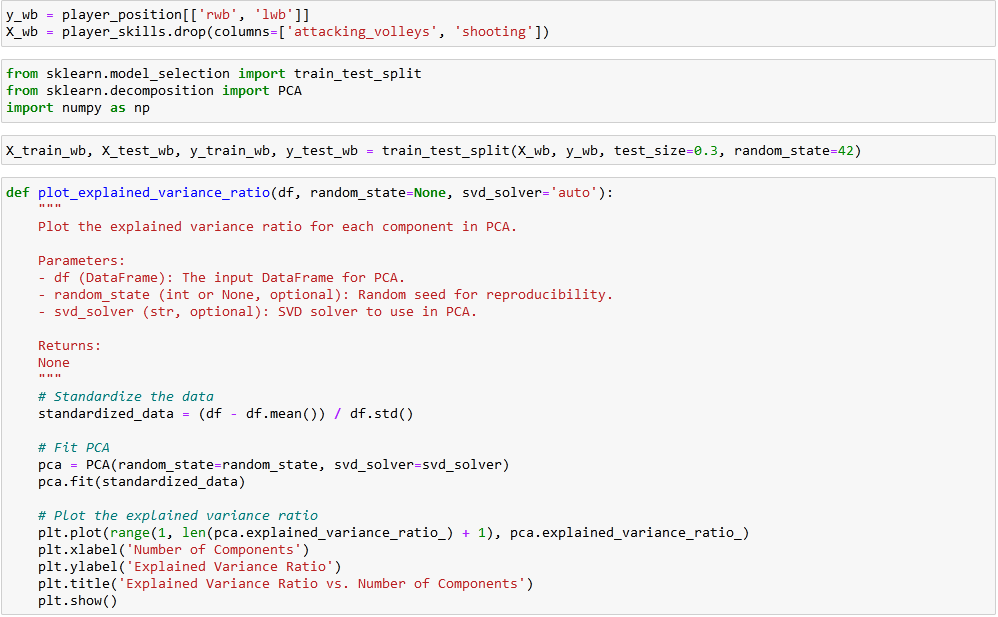 y_wb = player_position[['rwb', 'lwb']]
X_wb = player_skills.drop(columns=['attacking_volleys', 'shooting'])
from sklearn.model_selection import train_test_split
from sklearn.decomposition import PCA
import numpy as np
X_train_wb, X_test_wb, y_train_wb, y_test_wb = train_test_split(X_wb, y_wb, test_size=0.3, random_state=42)
def plot_explained_variance_ratio(df, random_state=None, svd_solver='auto'):
    """
    Plot the explained variance ratio for each component in PCA.

    Parameters:
    - df (DataFrame): The input DataFrame for PCA.
    - random_state (int or None, optional): Random seed for reproducibility.
    - svd_solver (str, optional): SVD solver to use in PCA.

    Returns:
    None
    """
    # Standardize the data
    standardized_data = (df - df.mean()) / df.std()

    # Fit PCA
    pca = PCA(random_state=random_state, svd_solver=svd_solver)
    pca.fit(standardized_data)

    # Plot the explained variance ratio
    plt.plot(range(1, len(pca.explained_variance_ratio_) + 1), pca.explained_variance_ratio_)
    plt.xlabel('Number of Components')
    plt.ylabel('Explained Variance Ratio')
    plt.title('Explained Variance Ratio vs. Number of Components')
    plt.show()